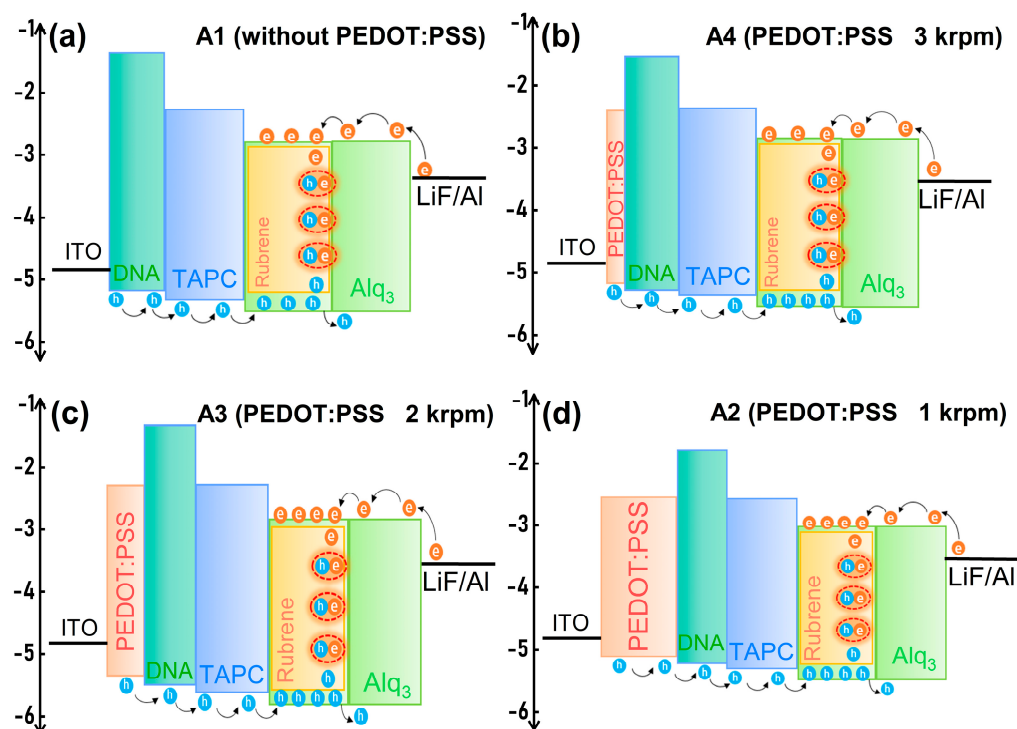 (a) A1 (without PEDOT:PSS)
-1
-2
-3
-4
-5
-6
ITO
DNA
TAPC
Rubrene
Alq3
LiF/Al
e e e e e e
e
h e
h e
h e
h
h h h h h h h h
(b) A4 (PEDOT:PSS 3 krpm)
-1
-2
-3
-4
-5
-6
ITO
PEDOT:PSS
DNA
TAPC
Rubrene
Alq3
LiF/Al
e e e e e e
e
h e
h e
h e
h
h h h h h h h h h
(c) A3 (PEDOT:PSS 2 krpm)
-1
-2
-3
-4
-5
-6
ITO
PEDOT:PSS
DNA
TAPC
Rubrene
Alq3
LiF/Al
e e e e e e e
e
h e
h e
h e
h
h h h h h h h h h
(d) A2 (PEDOT:PSS 1 krpm)
-1
-2
-3
-4
-5
-6
ITO
PEDOT:PSS
DNA
TAPC
Rubrene
Alq3
LiF/Al
e e e e e e e
e
h e
h e
h e
h
h h h h h h h h h h h